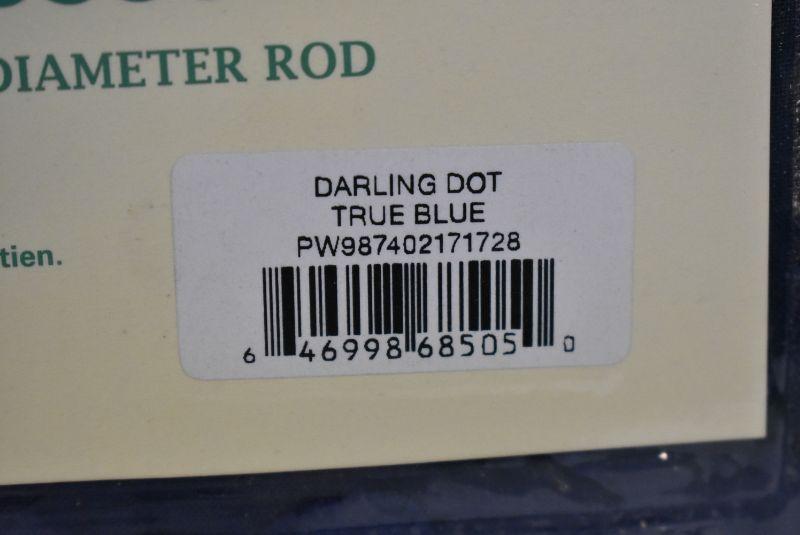 DIAMETER ROD
DARLING DOT
TRUE BLUE
PW987402171728
tien.
6 46998 68505 0